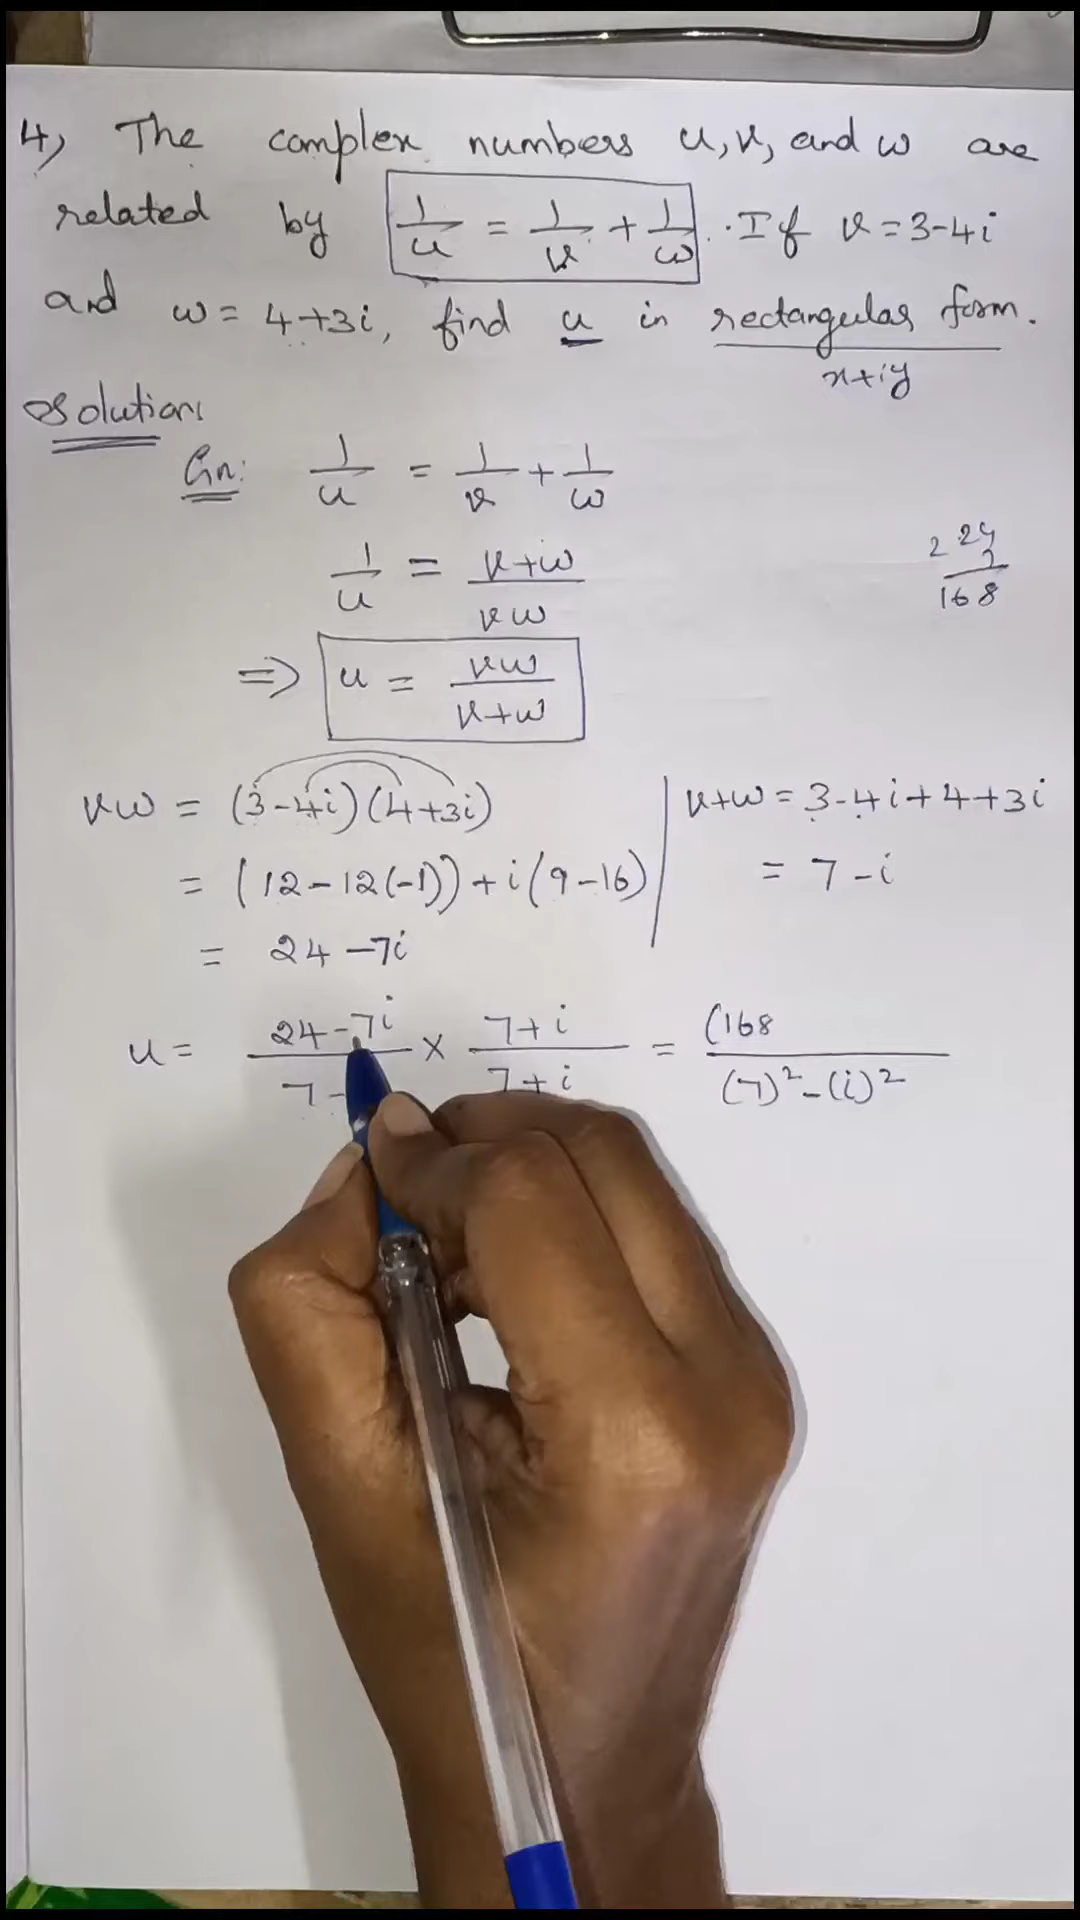 4) The complex numbers u, v, and w are
related by 1/u = 1/v + 1/w. If v = 3-4i
and w = 4+3i, find u in rectangular form.
x+iy
Solution:
Gn: 1/u = 1/v + 1/w
1/u = v+w/vw
2 24
7
168
⇒ u = vw/v+w
vw = (3-4i)(4+3i)
= (12-12(-1))+i(9-16)
= 24-7i
v+w = 3-4i+4+3i
= 7-i
u = 24-7i/7- × 7+i/7+i = (168/(7)²-(i)²